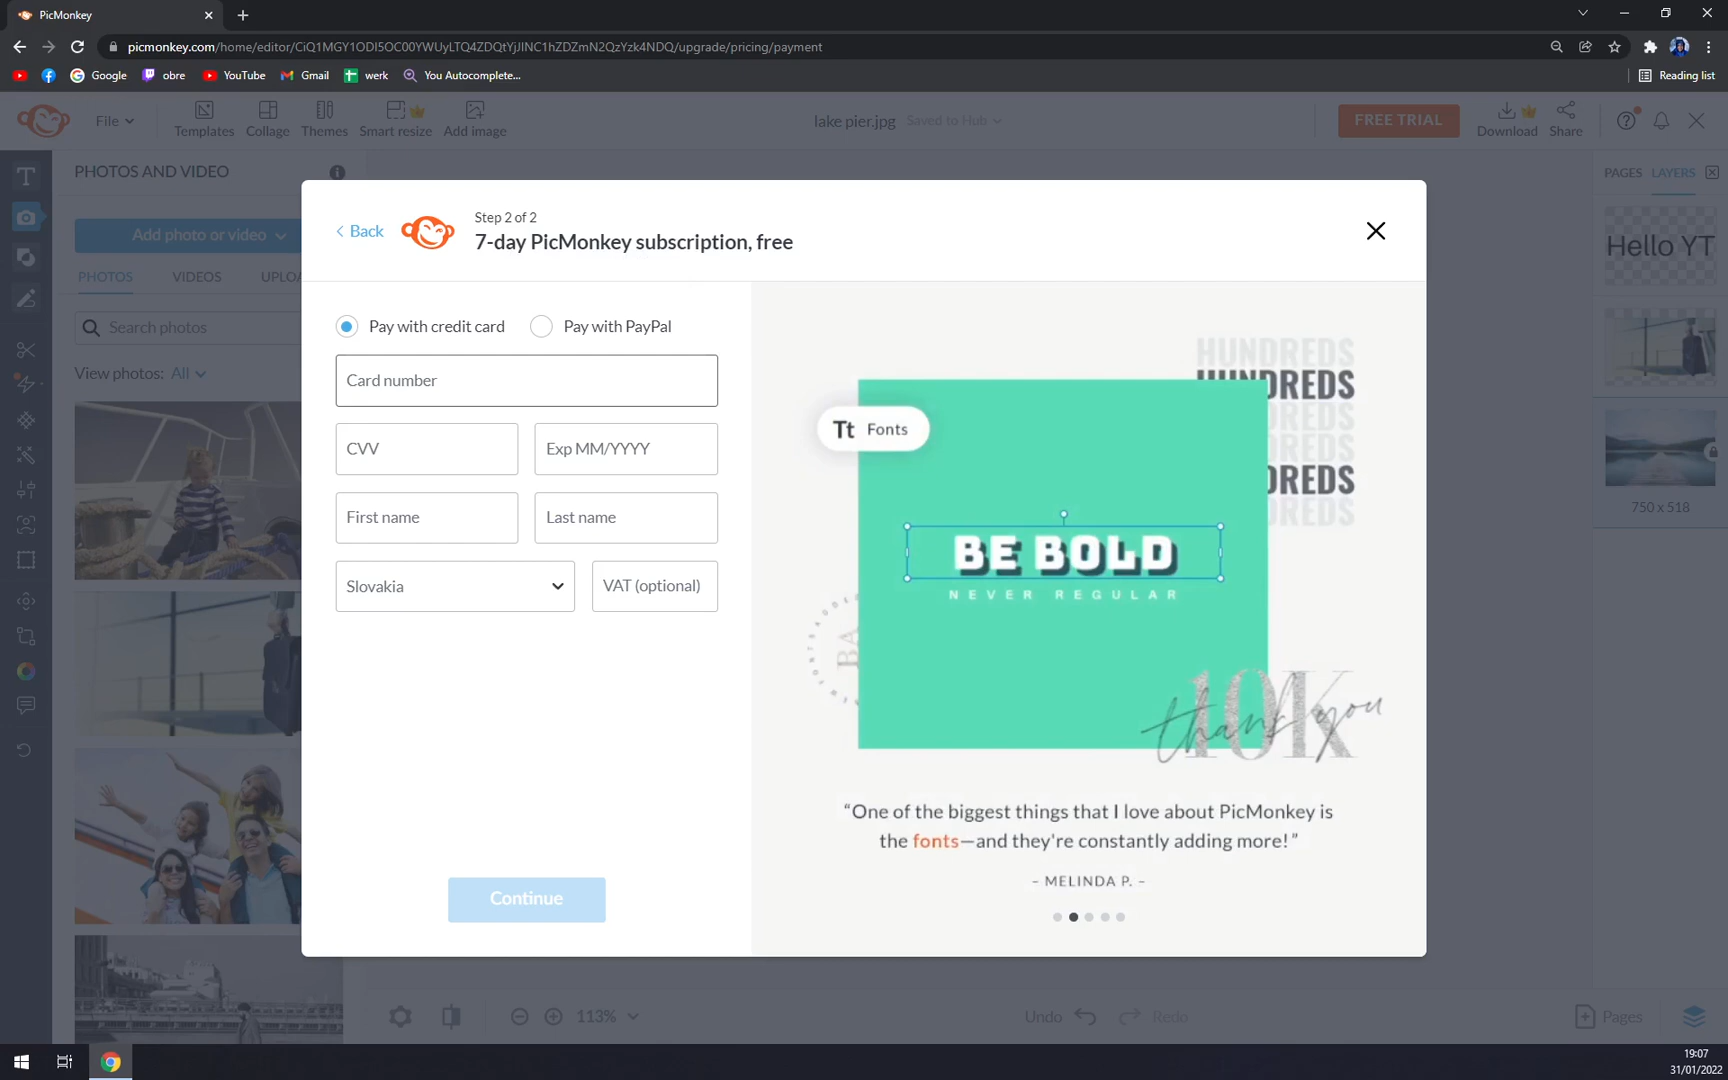 PicMonkey
picmonkey.com/home/editor/CiQ1MGY1ODI5OC00YWUyLTQ4ZDQtYjJlNC1hZDZmN2QzYzk4NDQ/upgrade/pricing/payment
Google
obre
YouTube
Gmail
werk
You Autocomplete...
Reading list
File
Templates
Collage
Themes
Smart resize
Add image
lake pier.jpg
Saved to Hub
FREE TRIAL
Download
Share
PHOTOS AND VIDEO
PAGES
LAYERS
Add photo or video
PHOTOS
VIDEOS
UPLOA
Search photos
View photos: All
Hello YT
750 x 518
Back
Step 2 of 2
7-day PicMonkey subscription, free
Pay with credit card
Pay with PayPal
Card number
CVV
Exp MM/YYYY
First name
Last name
Slovakia
VAT (optional)
Continue
HUNDREDS
HUNDREDS
Tt Fonts
DREDS
BE BOLD
NEVER REGULAR
10K
thank you
“One of the biggest things that I love about PicMonkey is
the fonts—and they're constantly adding more!”
– MELINDA P. –
113%
Undo
Redo
Pages
19:07
31/01/2022